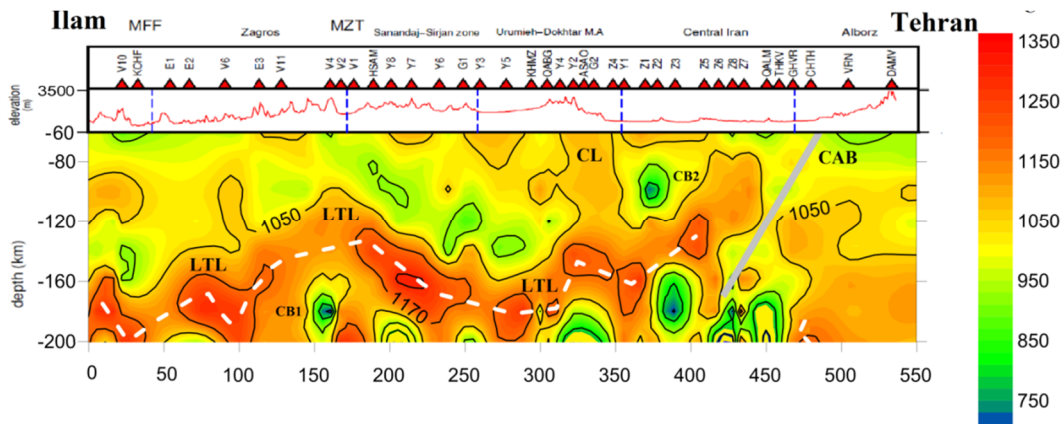 Ilam MFF Zagros MZT Sanandaj–Sirjan zone Urumieh–Dokhtar M.A Central Iran Tehran Alborz
V10 KCHF E1 E2 V6 E3 V11 V4 V2 V1 HSAM Y8 Y7 Y6 G1 Y3 Y5 KHMZ QABG Y4 Y2 ASAO G2 Z4 Y1 Z1 Z2 Z3 Z5 Z6 Z8 Z7 QALM THKV GHVR CHTH VRN DAMV
elevation (m)
3500
-60
-80
-120
-160
-200
depth (km)
CL CAB
CB2
1050 LTL 1050
LTL LTL
CB1 1170
0 50 100 150 200 250 300 350 400 450 500 550
1350
1250
1150
1050
950
850
750